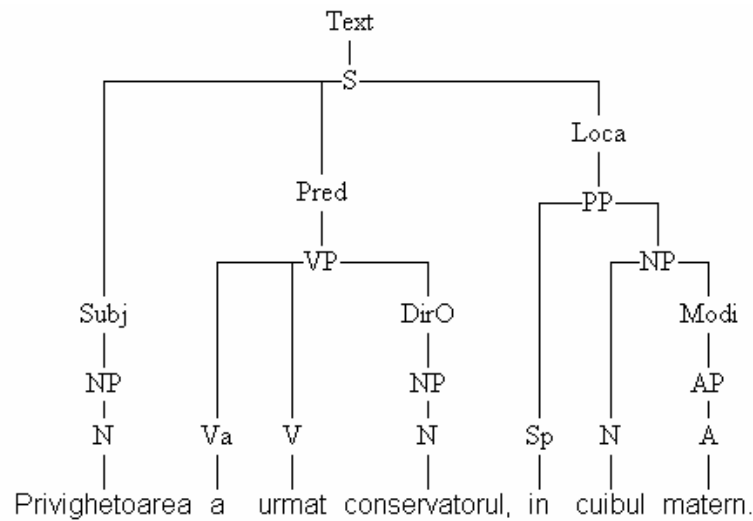 Text
S
Loca
Pred
PP
VP
NP
Subj
DirO
Modi
NP
NP
AP
N
Va
V
N
Sp
N
A
Privighetoarea a urmat conservatorul, in cuibul matern.